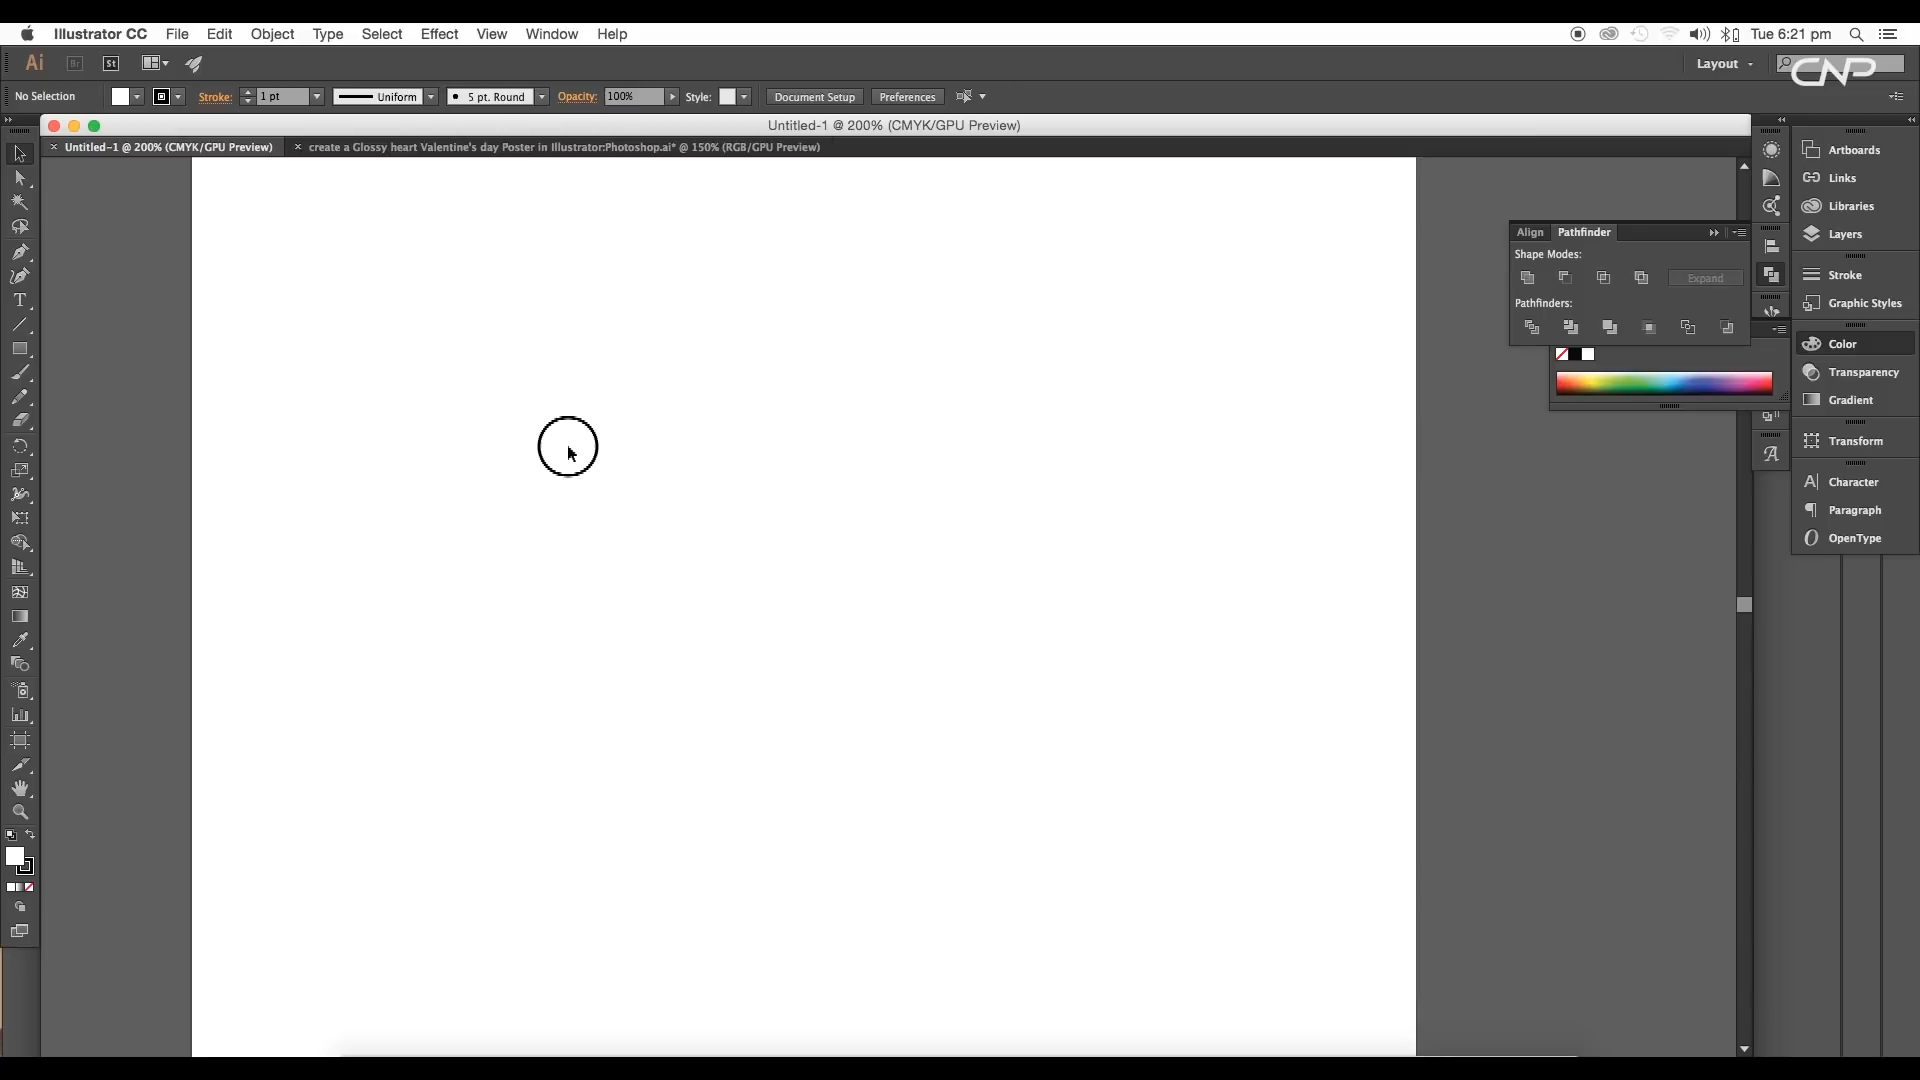 Illustrator CC File Edit Object Type Select Effect View Window Help Tue 6:21 pm
Ai Br St Layout CNP
No Selection Stroke: 1 pt Uniform 5 pt. Round Opacity: 100% Style: Document Setup Preferences
Untitled-1 @ 200% (CMYK/GPU Preview)
Untitled-1 @ 200% (CMYK/GPU Preview) create a Glossy heart Valentine's day Poster in Illustrator:Photoshop.ai* @ 150% (RGB/GPU Preview)
Align Pathfinder
Shape Modes:
Expand
Pathfinders:
Artboards
Links
Libraries
Layers
Stroke
Graphic Styles
Color
Transparency
Gradient
Transform
Character
Paragraph
OpenType